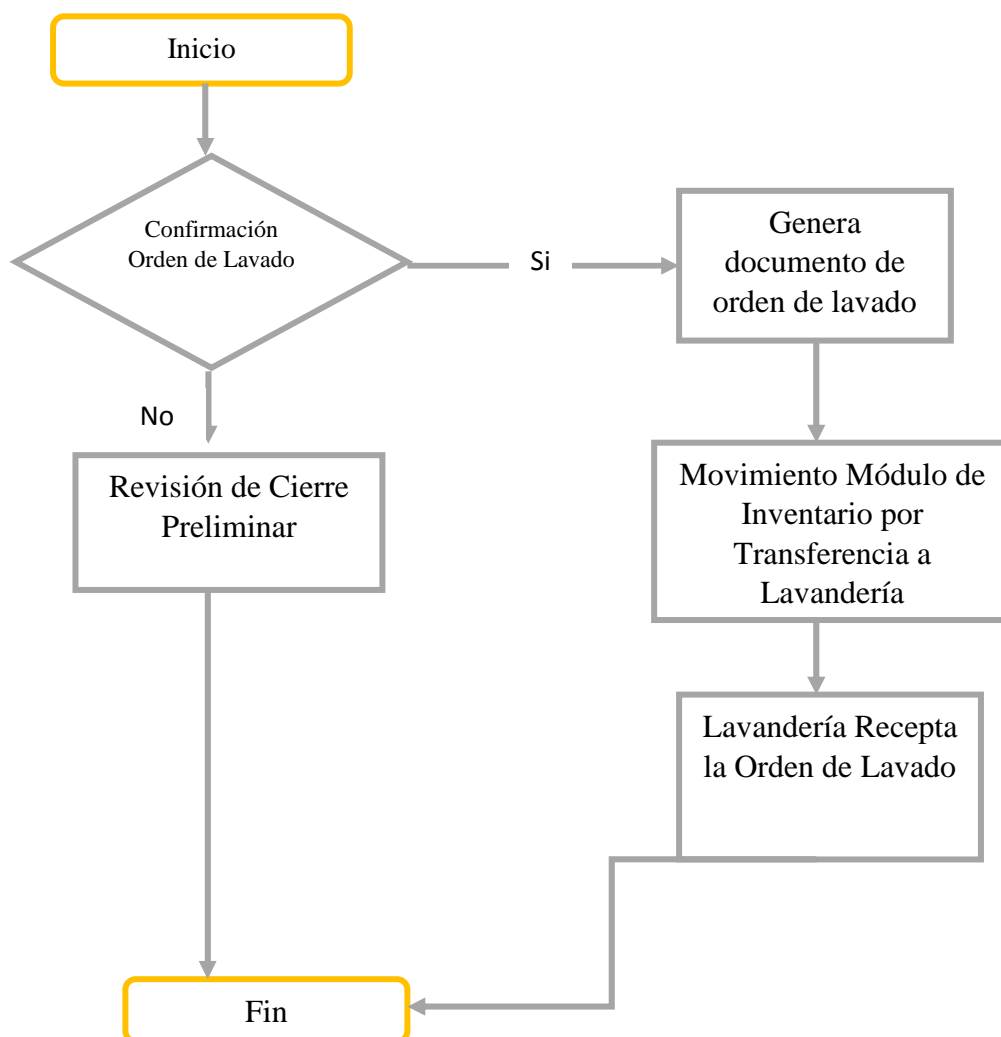 Inicio
Confirmación
Orden de Lavado
Si
Genera
documento de
orden de lavado
No
Revisión de Cierre
Preliminar
Movimiento Módulo de
Inventario por
Transferencia a
Lavandería
Lavandería Recepta
la Orden de Lavado
Fin